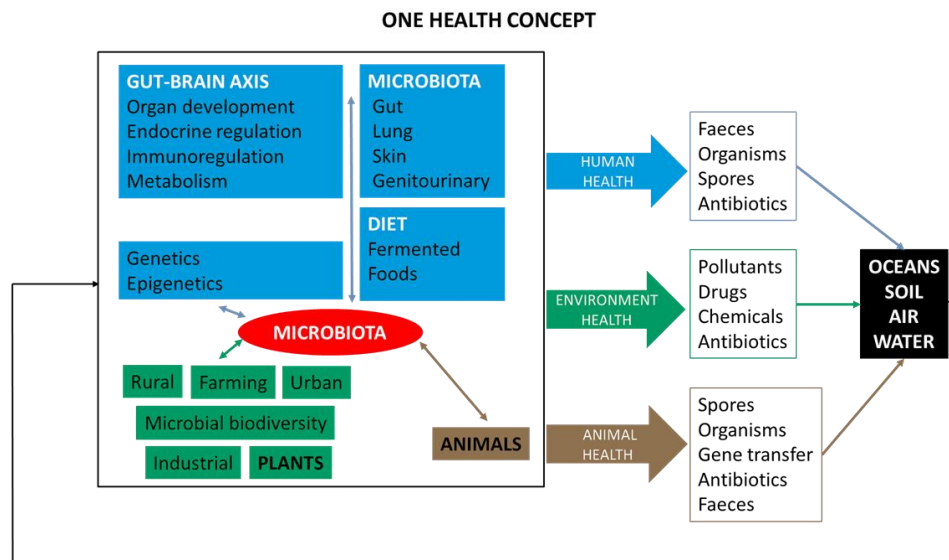 ONE HEALTH CONCEPT
GUT-BRAIN AXIS
Organ development
Endocrine regulation
Immunoregulation
Metabolism
MICROBIOTA
Gut
Lung
Skin
Genitourinary
DIET
Fermented
Foods
Genetics
Epigenetics
MICROBIOTA
Rural
Farming
Urban
Microbial biodiversity
Industrial
PLANTS
ANIMALS
HUMAN
HEALTH
ENVIRONMENT
HEALTH
ANIMAL
HEALTH
Faeces
Organisms
Spores
Antibiotics
Pollutants
Drugs
Chemicals
Antibiotics
Spores
Organisms
Gene transfer
Antibiotics
Faeces
OCEANS
SOIL
AIR
WATER